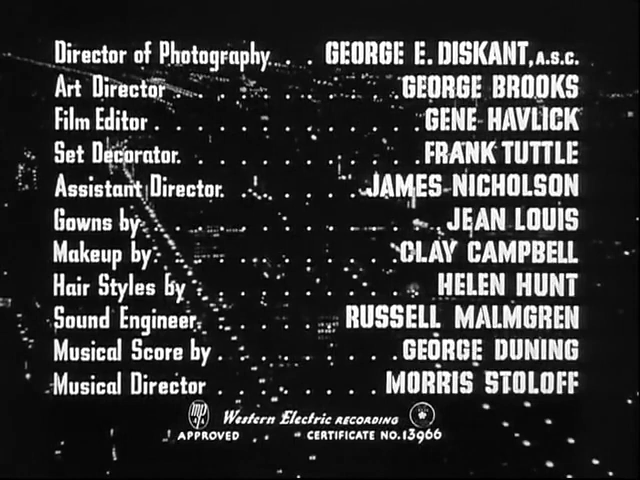 Director of Photography . . GEORGE E. DISKANT, A.S.C.
Art Director . . . . . . . . . . GEORGE BROOKS
Film Editor . . . . . . . . . . . . GENE HAVLICK
Set Decorator. . . . . . . . . . . FRANK TUTTLE
Assistant Director. . . . . . . JAMES NICHOLSON
Gowns by . . . . . . . . . . . . . JEAN LOUIS
Makeup by . . . . . . . . . . . CLAY CAMPBELL
Hair Styles by . . . . . . . . . . HELEN HUNT
Sound Engineer. . . . . . . RUSSELL MALMGREN
Musical Score by . . . . . . . . GEORGE DUNING
Musical Director . . . . . . . . MORRIS STOLOFF
Western Electric RECORDING
APPROVED CERTIFICATE NO. 13966